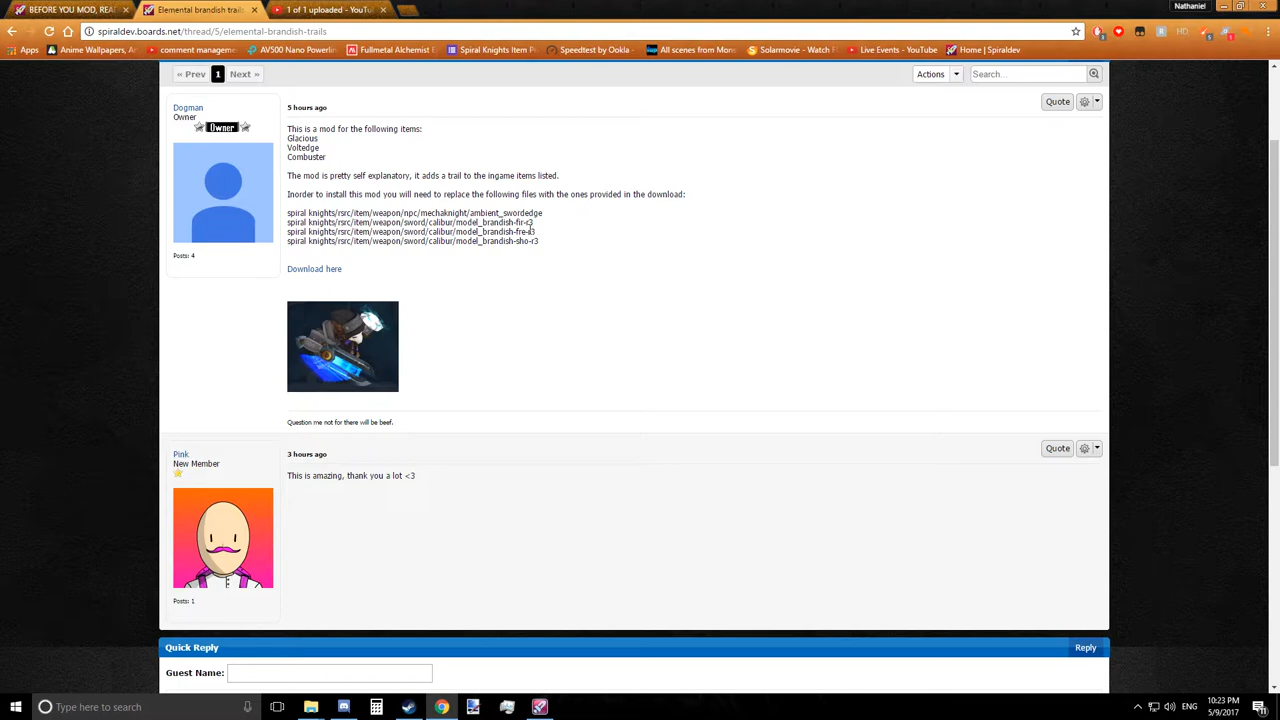 BEFORE YOU MOD, REA
Elemental brandish trails
1 of 1 uploaded - YouTu
Nathaniel
spiraldev.boards.net/thread/5/elemental-brandish-trails
Apps
Anime Wallpapers, An
comment managemen
AV500 Nano Powerlin
Fullmetal Alchemist E
Spiral Knights Item Pr
Speedtest by Ookla -
All scenes from Mons
Solarmovie - Watch F
Live Events - YouTube
Home | Spiraldev
« Prev 1 Next »
Actions
Search...
Dogman
Owner
Owner
Posts: 4
5 hours ago
Quote
This is a mod for the following items:
Glacious
Voltedge
Combuster
The mod is pretty self explanatory, it adds a trail to the ingame items listed.
Inorder to install this mod you will need to replace the following files with the ones provided in the download:
spiral knights/rsrc/item/weapon/npc/mechaknight/ambient_swordedge
spiral knights/rsrc/item/weapon/sword/calibur/model_brandish-fir-r3
spiral knights/rsrc/item/weapon/sword/calibur/model_brandish-fre-r3
spiral knights/rsrc/item/weapon/sword/calibur/model_brandish-sho-r3
Download here
Question me not for there will be beef.
Pink
New Member
Posts: 1
3 hours ago
Quote
This is amazing, thank you a lot <3
Quick Reply
Reply
Guest Name:
Type here to search
ENG
10:23 PM
5/9/2017